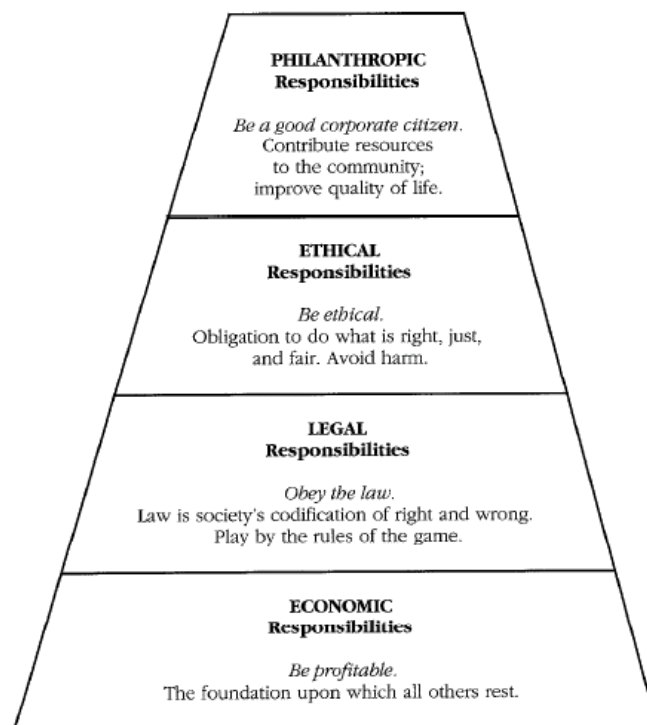 PHILANTHROPIC
Responsibilities
Be a good corporate citizen.
Contribute resources
to the community;
improve quality of life.
ETHICAL
Responsibilities
Be ethical.
Obligation to do what is right, just,
and fair. Avoid harm.
LEGAL
Responsibilities
Obey the law.
Law is society's codification of right and wrong.
Play by the rules of the game.
ECONOMIC
Responsibilities
Be profitable.
The foundation upon which all others rest.